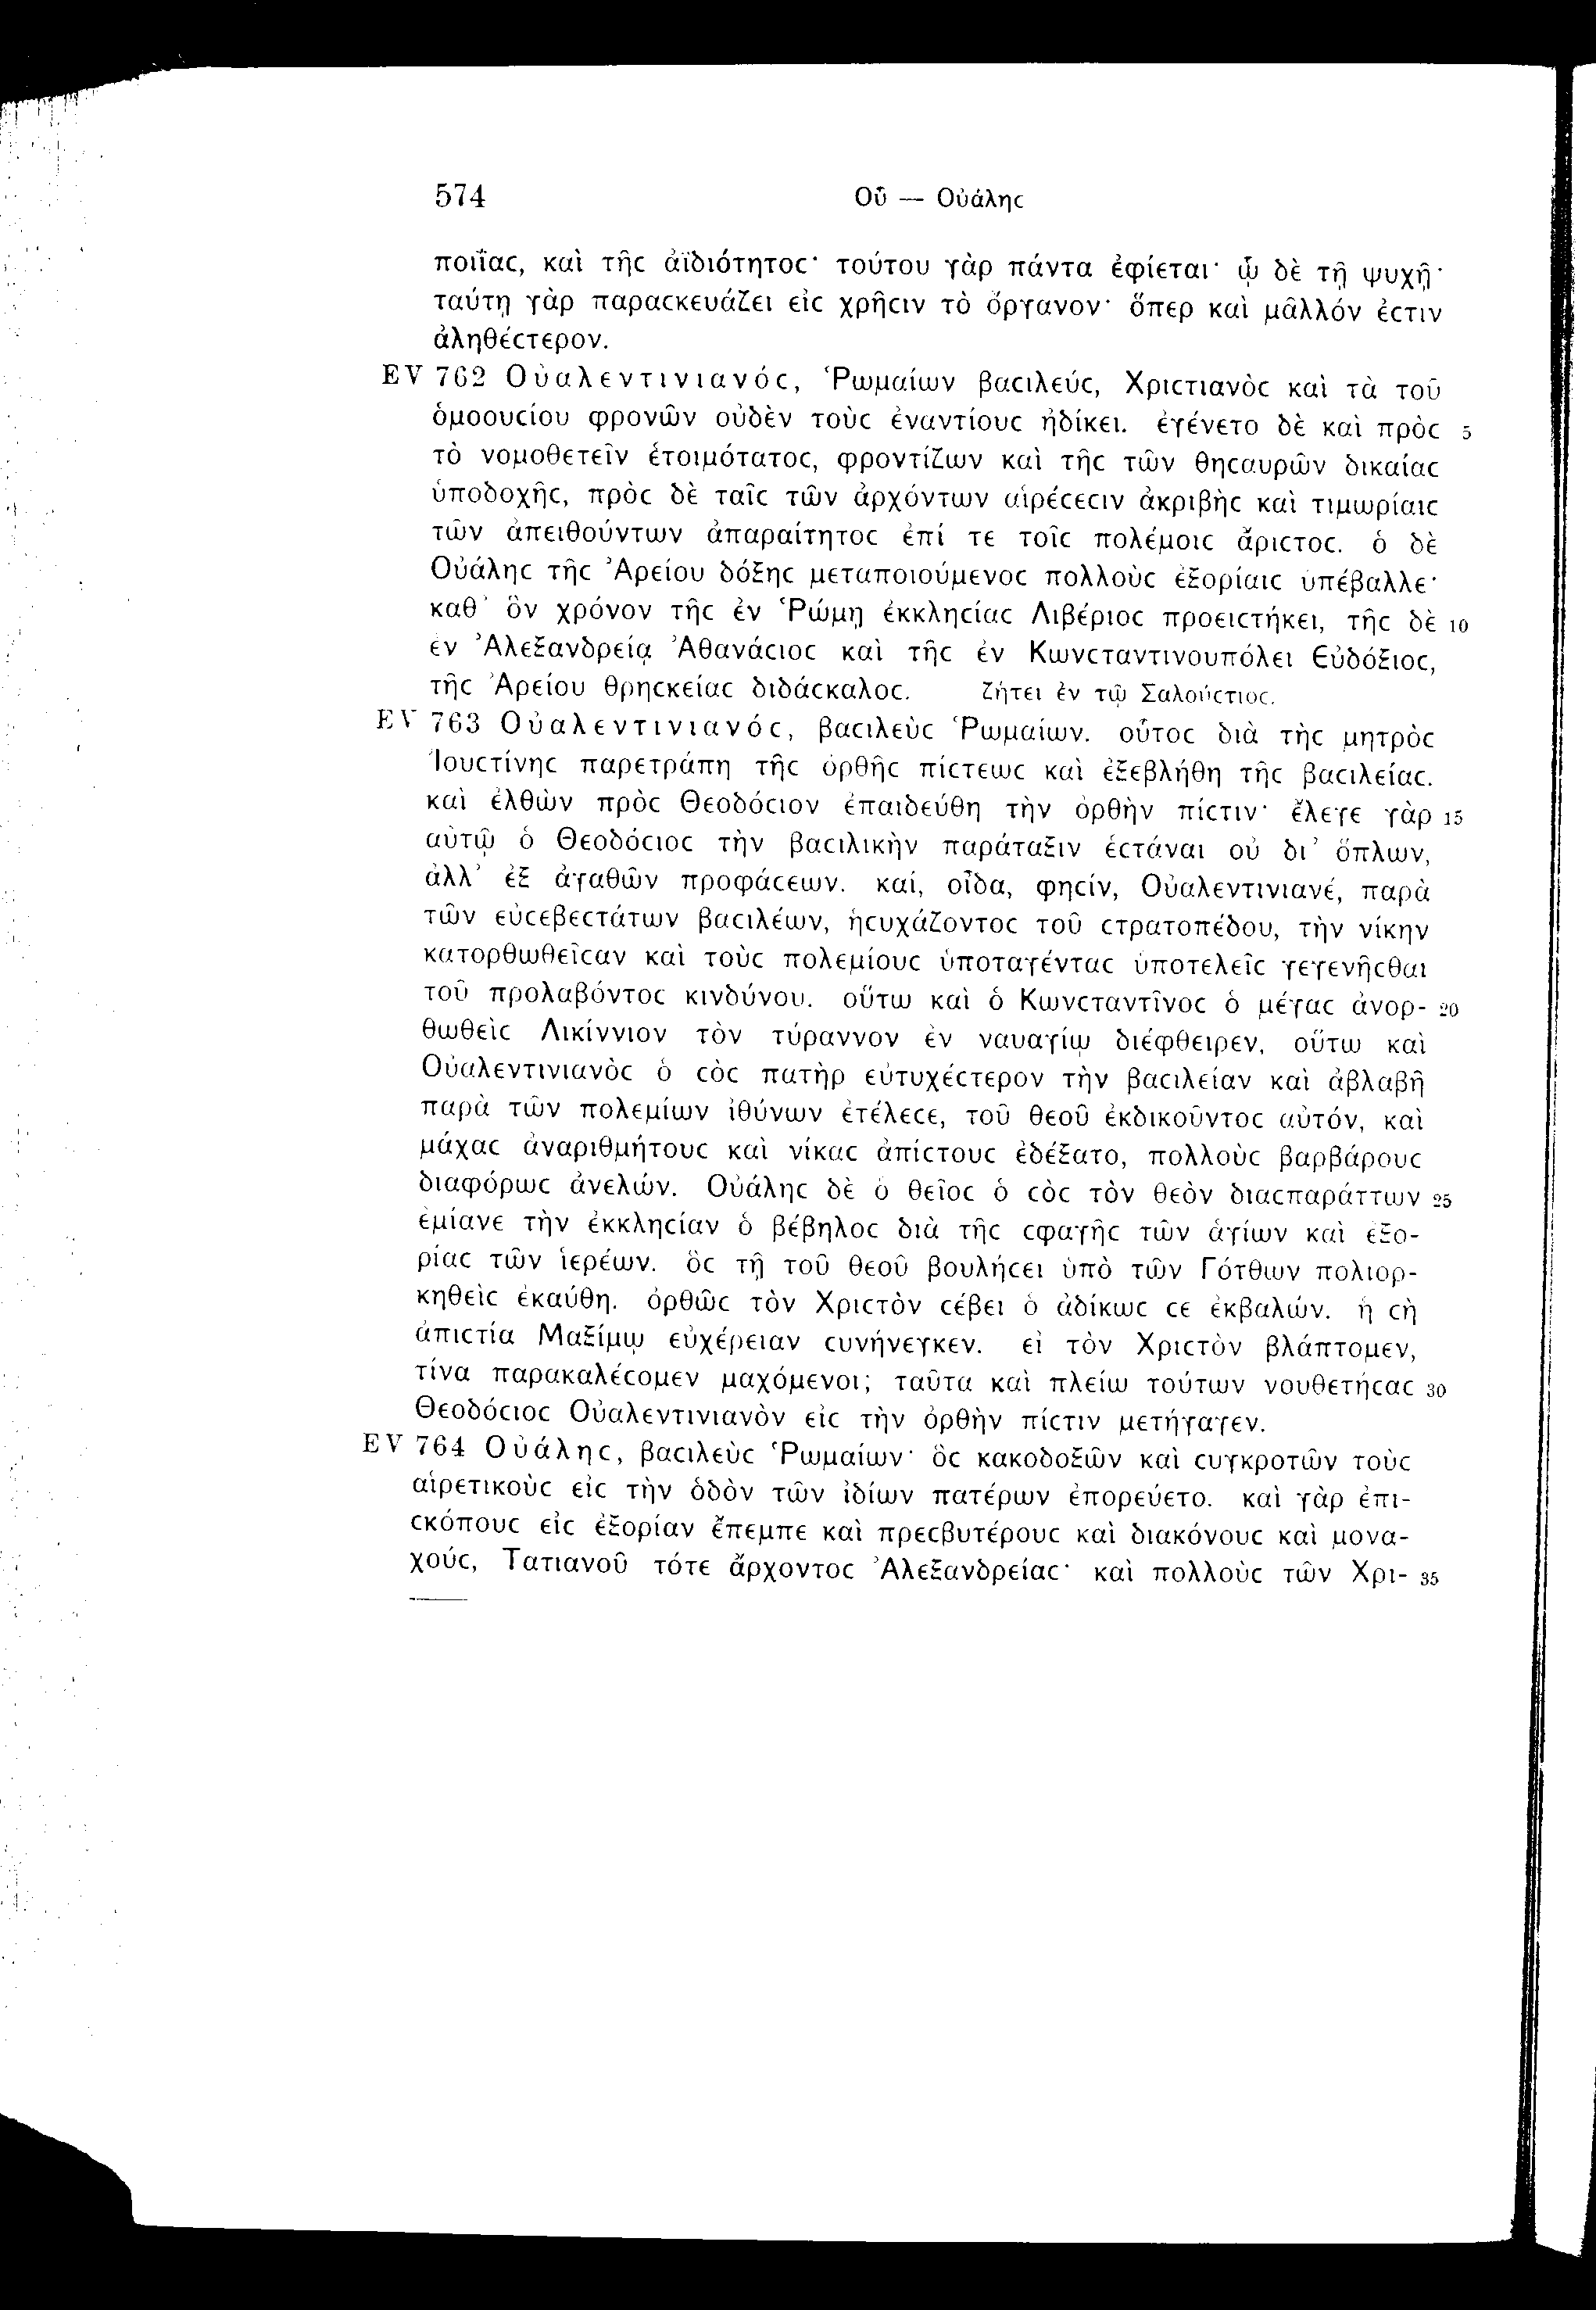 574 Οὗ — Οὐάληϲ
ποιΐαϲ, καὶ τῆϲ ἀϊδιότητοϲ· τούτου γὰρ πάντα ἐφίεται· ᾧ δὲ τῇ ψυχῇ·
ταύτῃ γὰρ παραϲκευάζει εἰϲ χρῆϲιν τὸ ὄργανον· ὅπερ καὶ μᾶλλόν ἐϲτιν
ἀληθέϲτερον.
EV 762 Οὐαλεντινιανόϲ, Ῥωμαίων βαϲιλεύϲ, Χριϲτιανὸϲ καὶ τὰ τοῦ
ὁμοουϲίου φρονῶν οὐδὲν τοὺϲ ἐναντίουϲ ἠδίκει. ἐγένετο δὲ καὶ πρὸϲ 5
τὸ νομοθετεῖν ἑτοιμότατοϲ, φροντίζων καὶ τῆϲ τῶν θηϲαυρῶν δικαίαϲ
ὑποδοχῆϲ, πρὸϲ δὲ ταῖϲ τῶν ἀρχόντων αἱρέϲεϲιν ἀκριβὴϲ καὶ τιμωρίαιϲ
τῶν ἀπειθούντων ἀπαραίτητοϲ ἐπί τε τοῖϲ πολέμοιϲ ἄριϲτοϲ. ὁ δὲ
Οὐάληϲ τῆϲ Ἀρείου δόξηϲ μεταποιούμενοϲ πολλοὺϲ ἐξορίαιϲ ὑπέβαλλε·
καθ᾽ ὃν χρόνον τῆϲ ἐν Ῥώμῃ ἐκκληϲίαϲ Λιβέριοϲ προειϲτήκει, τῆϲ δὲ 10
ἐν Ἀλεξανδρείᾳ Ἀθανάϲιοϲ καὶ τῆϲ ἐν Κωνϲταντινουπόλει Εὐδόξιοϲ,
τῆϲ Ἀρείου θρηϲκείαϲ διδάϲκαλοϲ. ζήτει ἐν τῷ Σαλούϲτιοϲ.
EV 763 Οὐαλεντινιανόϲ, βαϲιλεὺϲ Ῥωμαίων. οὗτοϲ διὰ τὴϲ μητρὸϲ
Ἰουϲτίνηϲ παρετράπη τῆϲ ὀρθῆϲ πίϲτεωϲ καὶ ἐξεβλήθη τῆϲ βαϲιλείαϲ.
καὶ ἐλθὼν πρὸϲ Θεοδόϲιον ἐπαιδεύθη τὴν ὀρθὴν πίϲτιν· ἔλεγε γὰρ 15
αὐτῷ ὁ Θεοδόϲιοϲ τὴν βαϲιλικὴν παράταξιν ἑϲτάναι οὐ δι᾽ ὅπλων,
ἀλλ᾽ ἐξ ἀγαθῶν προφάϲεων. καί, οἶδα, φηϲίν, Οὐαλεντινιανέ, παρὰ
τῶν εὐϲεβεϲτάτων βαϲιλέων, ἡϲυχάζοντοϲ τοῦ ϲτρατοπέδου, τὴν νίκην
κατορθωθεῖϲαν καὶ τοὺϲ πολεμίουϲ ὑποταγένταϲ ὑποτελεῖϲ γεγενῆϲθαι
τοῦ προλαβόντοϲ κινδύνου. οὕτω καὶ ὁ Κωνϲταντῖνοϲ ὁ μέγαϲ ἀνορ- 20
θωθεὶϲ Λικίννιον τὸν τύραννον ἐν ναυαγίῳ διέφθειρεν, οὕτω καὶ
Οὐαλεντινιανὸϲ ὁ ϲὸϲ πατὴρ εὐτυχέϲτερον τὴν βαϲιλείαν καὶ ἀβλαβῆ
παρὰ τῶν πολεμίων ἰθύνων ἐτέλεϲε, τοῦ θεοῦ ἐκδικοῦντοϲ αὐτόν, καὶ
μάχαϲ ἀναριθμήτουϲ καὶ νίκαϲ ἀπίϲτουϲ ἐδέξατο, πολλοὺϲ βαρβάρουϲ
διαφόρωϲ ἀνελών. Οὐάληϲ δὲ ὁ θεῖοϲ ὁ ϲὸϲ τὸν θεὸν διαϲπαράττων 25
ἐμίανε τὴν ἐκκληϲίαν ὁ βέβηλοϲ διὰ τῆϲ ϲφαγῆϲ τῶν ἁγίων καὶ ἐξο-
ρίαϲ τῶν ἱερέων. ὃϲ τῇ τοῦ θεοῦ βουλήϲει ὑπὸ τῶν Γότθων πολιορ-
κηθεὶϲ ἐκαύθη. ὀρθῶϲ τὸν Χριϲτὸν ϲέβει ὁ ἀδίκωϲ ϲε ἐκβαλών. ἡ ϲὴ
ἀπιϲτία Μαξίμῳ εὐχέρειαν ϲυνήνεγκεν. εἰ τὸν Χριϲτὸν βλάπτομεν,
τίνα παρακαλέϲομεν μαχόμενοι; ταῦτα καὶ πλείω τούτων νουθετήϲαϲ 30
Θεοδόϲιοϲ Οὐαλεντινιανὸν εἰϲ τὴν ὀρθὴν πίϲτιν μετήγαγεν.
EV 764 Οὐάληϲ, βαϲιλεὺϲ Ῥωμαίων· ὃϲ κακοδοξῶν καὶ ϲυγκροτῶν τοὺϲ
αἱρετικοὺϲ εἰϲ τὴν ὁδὸν τῶν ἰδίων πατέρων ἐπορεύετο. καὶ γὰρ ἐπι-
ϲκόπουϲ εἰϲ ἐξορίαν ἔπεμπε καὶ πρεϲβυτέρουϲ καὶ διακόνουϲ καὶ μονα-
χούϲ, Τατιανοῦ τότε ἄρχοντοϲ Ἀλεξανδρείαϲ· καὶ πολλοὺϲ τῶν Χρι- 35